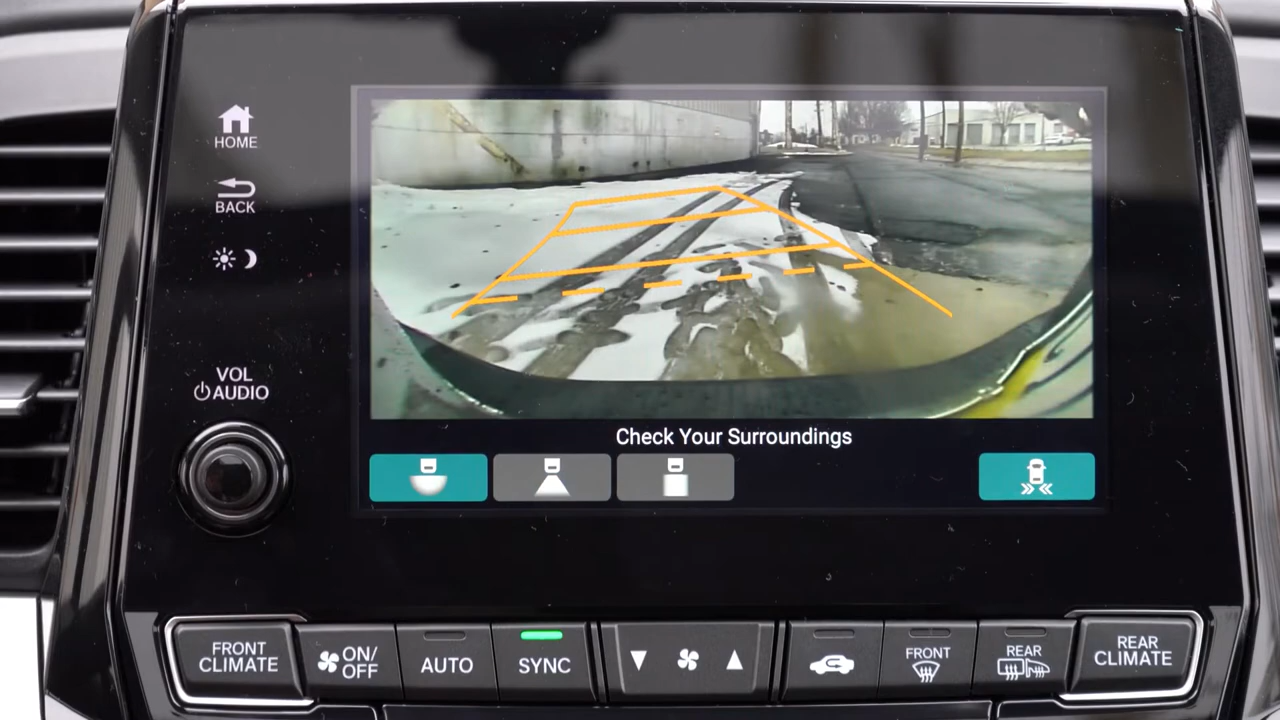 HOME
BACK
VOL
AUDIO
Check Your Surroundings
FRONT
CLIMATE
ON/
OFF
AUTO
SYNC
FRONT
REAR
REAR
CLIMATE